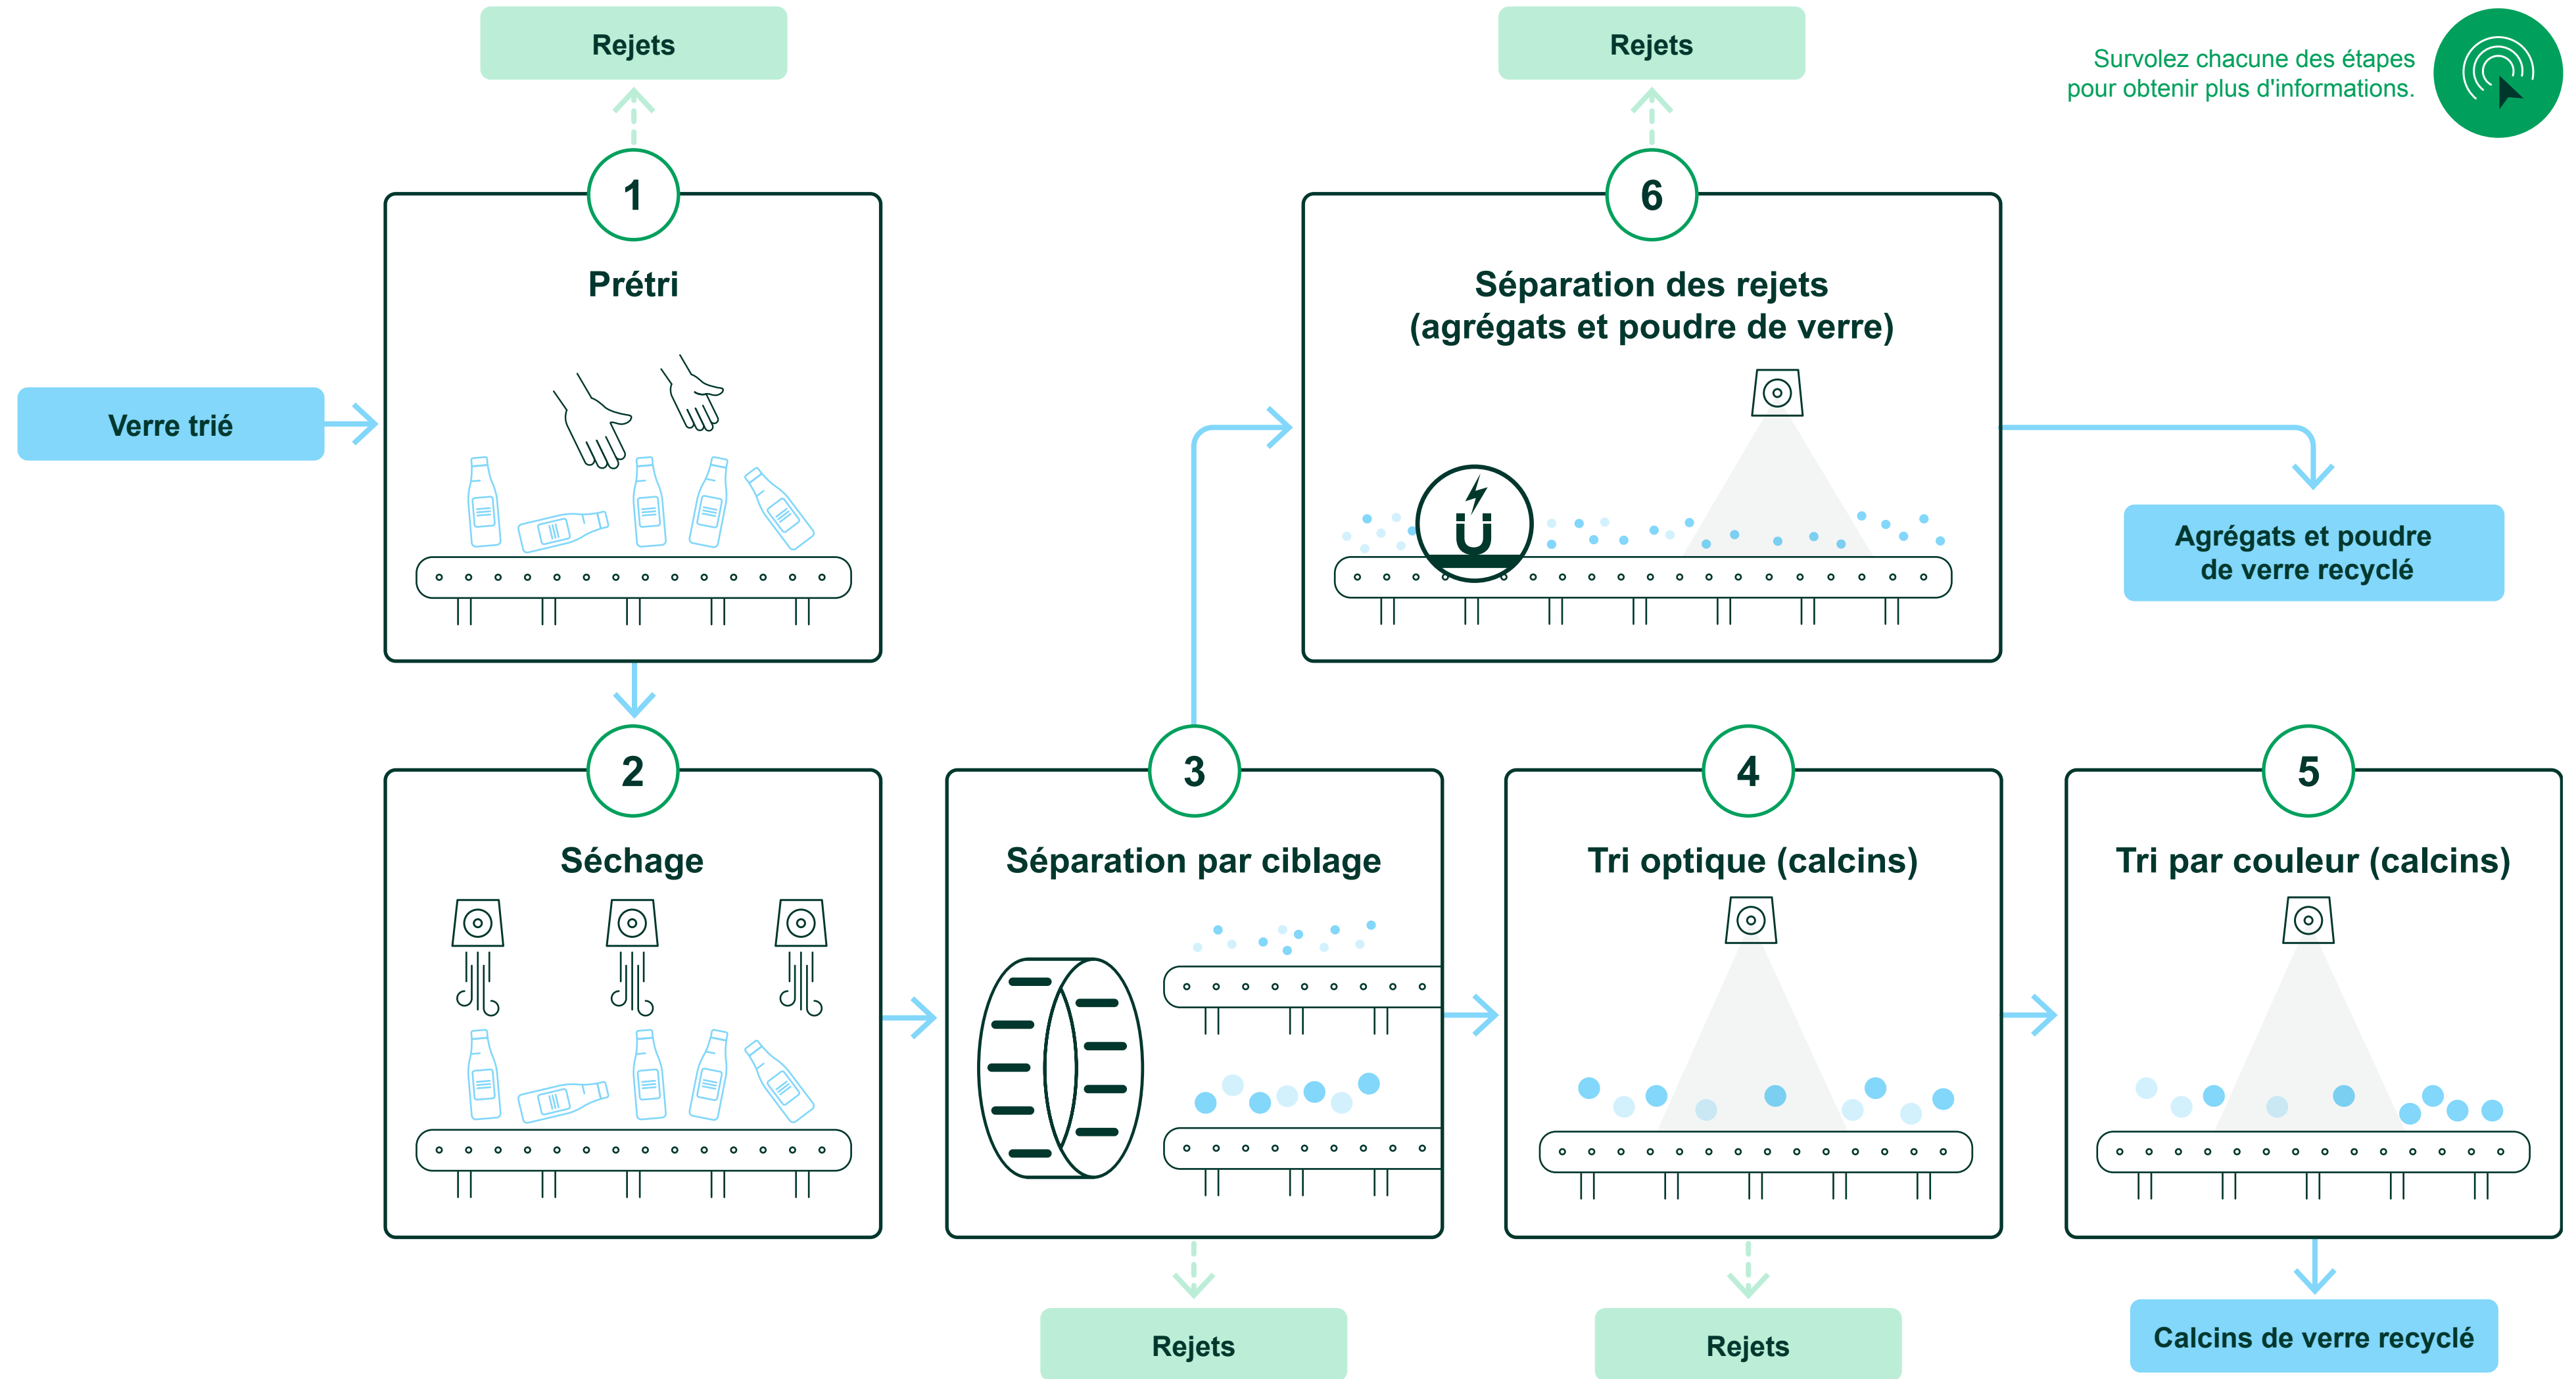 Rejets
Rejets
Survolez chacune des étapes
pour obtenir plus d'informations.
1
Prétri
6
Séparation des rejets
(agrégats et poudre de verre)
Verre trié
Agrégats et poudre
de verre recyclé
2
Séchage
3
Séparation par ciblage
4
Tri optique (calcins)
5
Tri par couleur (calcins)
Rejets
Rejets
Calcins de verre recyclé